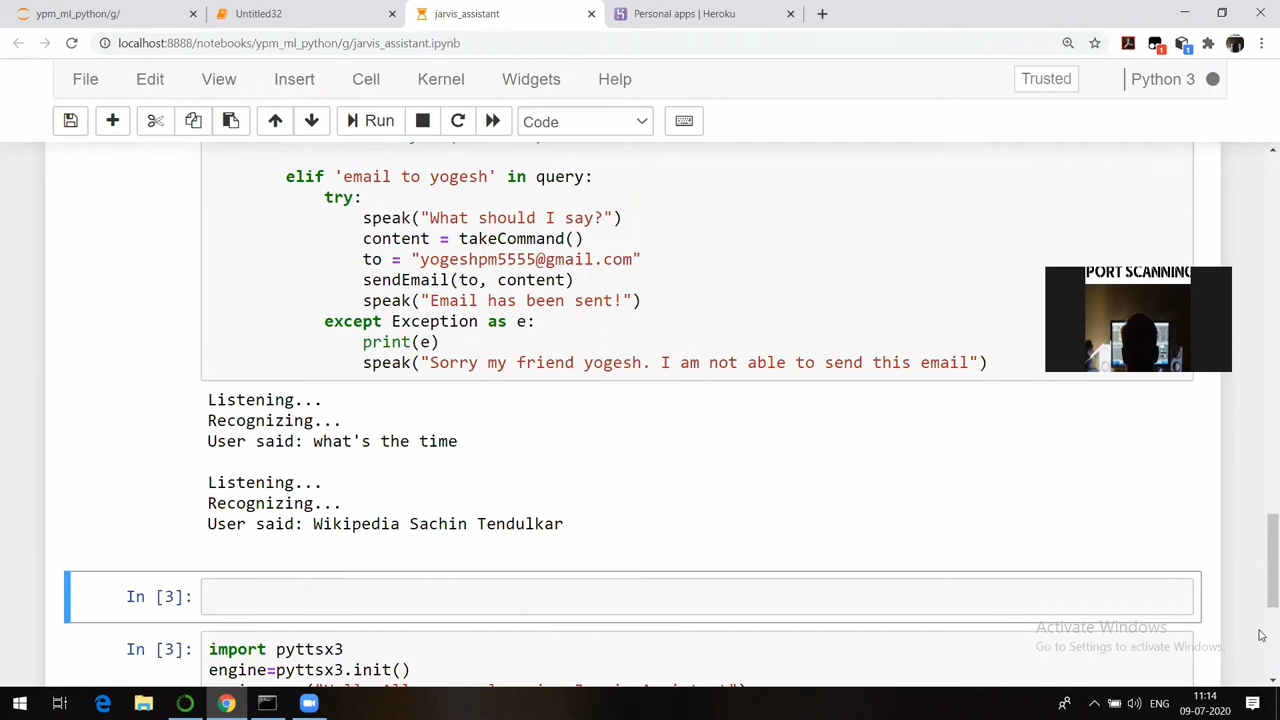 ypm_ml_python/g/
Untitled32
jarvis_assistant
Personal apps | Heroku
localhost:8888/notebooks/ypm_ml_python/g/jarvis_assistant.ipynb
File Edit View Insert Cell Kernel Widgets Help
Trusted
Python 3
Run
Code
elif 'email to yogesh' in query:
try:
speak("What should I say?")
content = takeCommand()
to = "yogeshpm5555@gmail.com"
sendEmail(to, content)
speak("Email has been sent!")
except Exception as e:
print(e)
speak("Sorry my friend yogesh. I am not able to send this email")
PORT SCANNING
Listening...
Recognizing...
User said: what's the time
Listening...
Recognizing...
User said: Wikipedia Sachin Tendulkar
In [3]:
In [3]:
import pyttsx3
engine=pyttsx3.init()
Activate Windows
Go to Settings to activate Windows.
ENG
11:14
09-07-2020